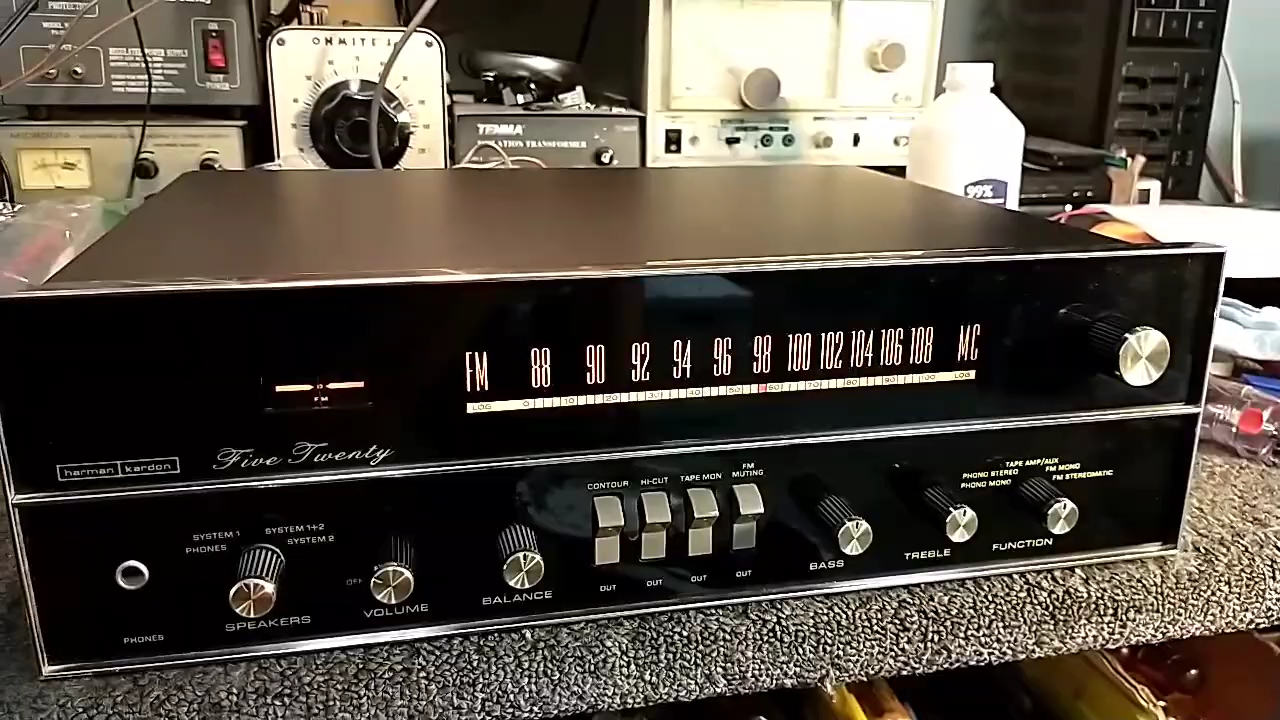 OHMITE
ON
OFF
POWER
TENMA
ISOLATION TRANSFORMER
99%
FM 88 90 92 94 96 98 100 102 104 106 108 MC
LOG 0 10 20 30 40 50 60 70 80 90 100 LOG
FM
harman kardon
Five Twenty
CONTOUR HI-CUT TAPE MON FM MUTING
OUT OUT OUT OUT
TAPE AMP/AUX
PHONO STEREO FM MONO
PHONO MONO FM STEREOMATIC
SYSTEM 1 SYSTEM 1+2
PHONES SYSTEM 2
OFF
PHONES
SPEAKERS
VOLUME
BALANCE
BASS
TREBLE
FUNCTION